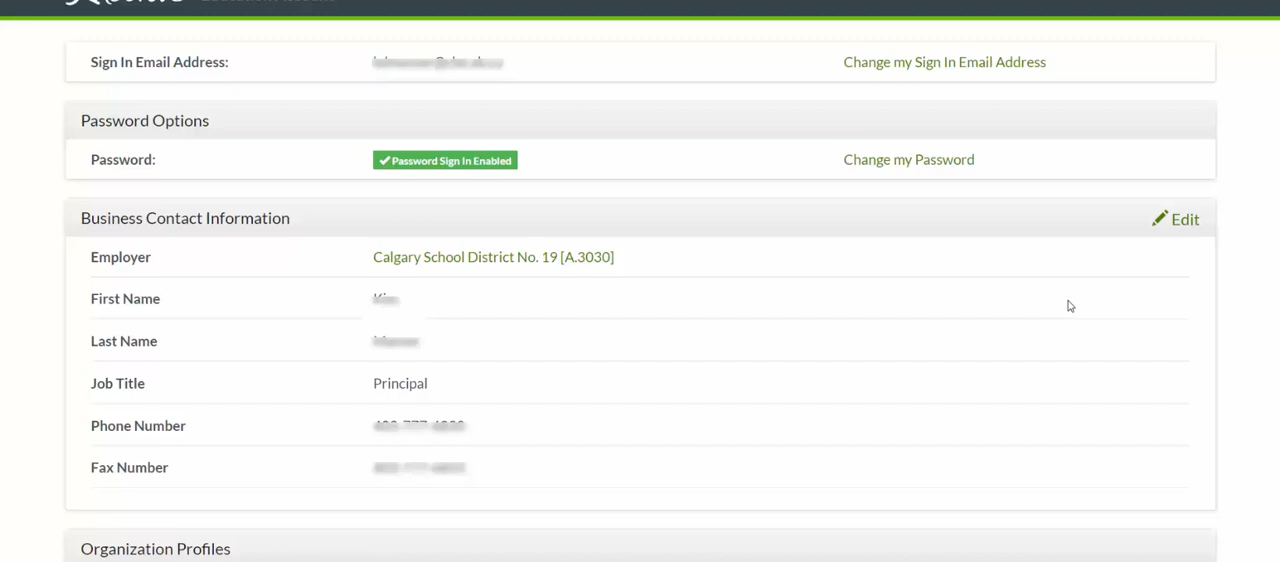 Sign In Email Address:
Change my Sign In Email Address
Password Options
Password:
Password Sign In Enabled
Change my Password
Business Contact Information
Edit
Employer
Calgary School District No. 19 [A.3030]
First Name
Last Name
Job Title
Principal
Phone Number
Fax Number
Organization Profiles